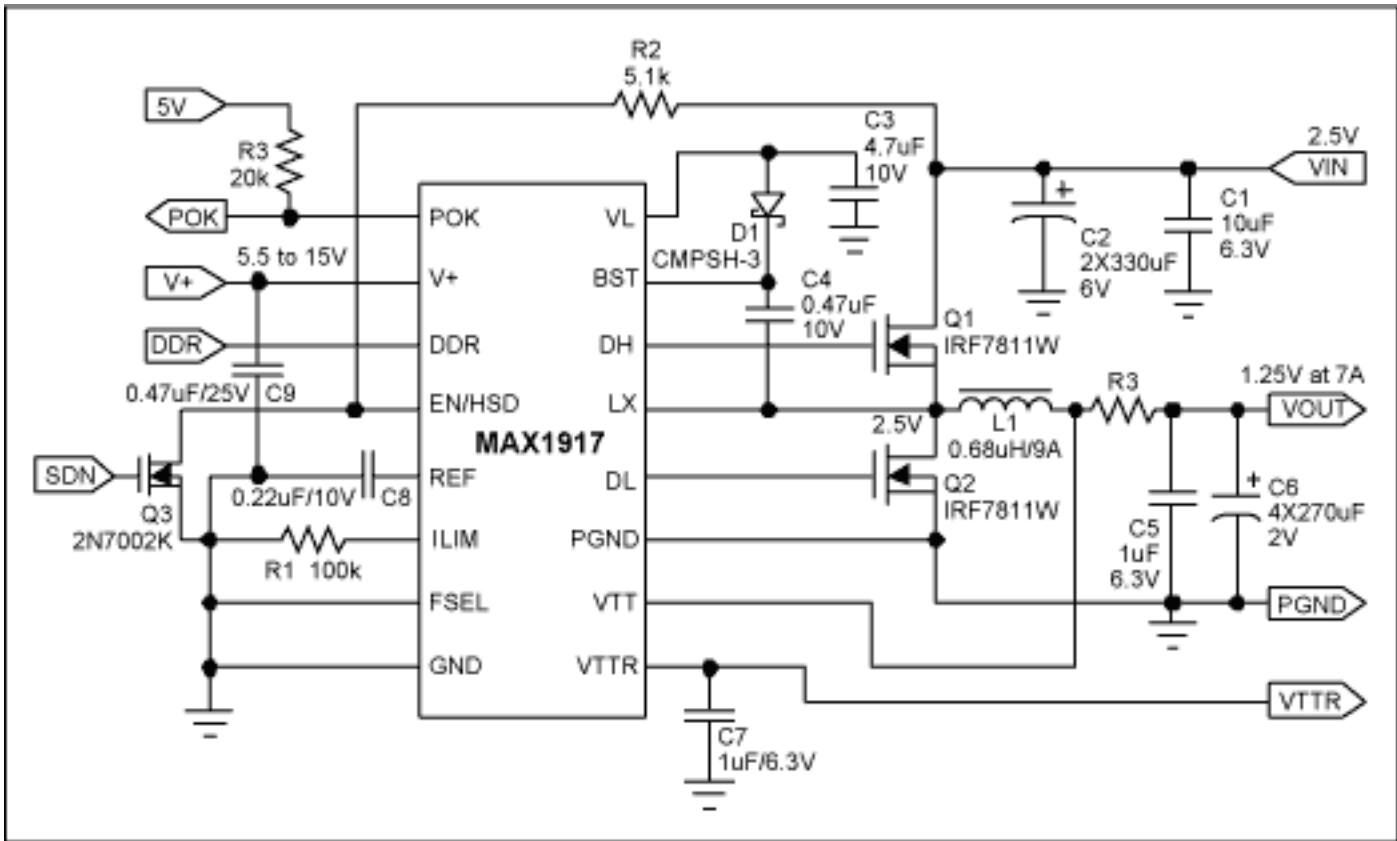 R2
5.1k
5V
R3
20k
C3
4.7uF
10V
2.5V
VIN
POK
POK
VL
D1
CMPSH-3
C2
2X330uF
6V
C1
10uF
6.3V
5.5 to 15V
V+
V+
BST
C4
0.47uF
10V
DDR
DDR
DH
Q1
IRF7811W
0.47uF/25V
C9
EN/HSD
LX
2.5V
L1
0.68uH/9A
R3
1.25V at 7A
VOUT
MAX1917
SDN
Q3
2N7002K
0.22uF/10V
C8
REF
DL
Q2
IRF7811W
C5
1uF
6.3V
C6
4X270uF
2V
R1 100k
ILIM
PGND
FSEL
VTT
PGND
GND
VTTR
VTTR
C7
1uF/6.3V